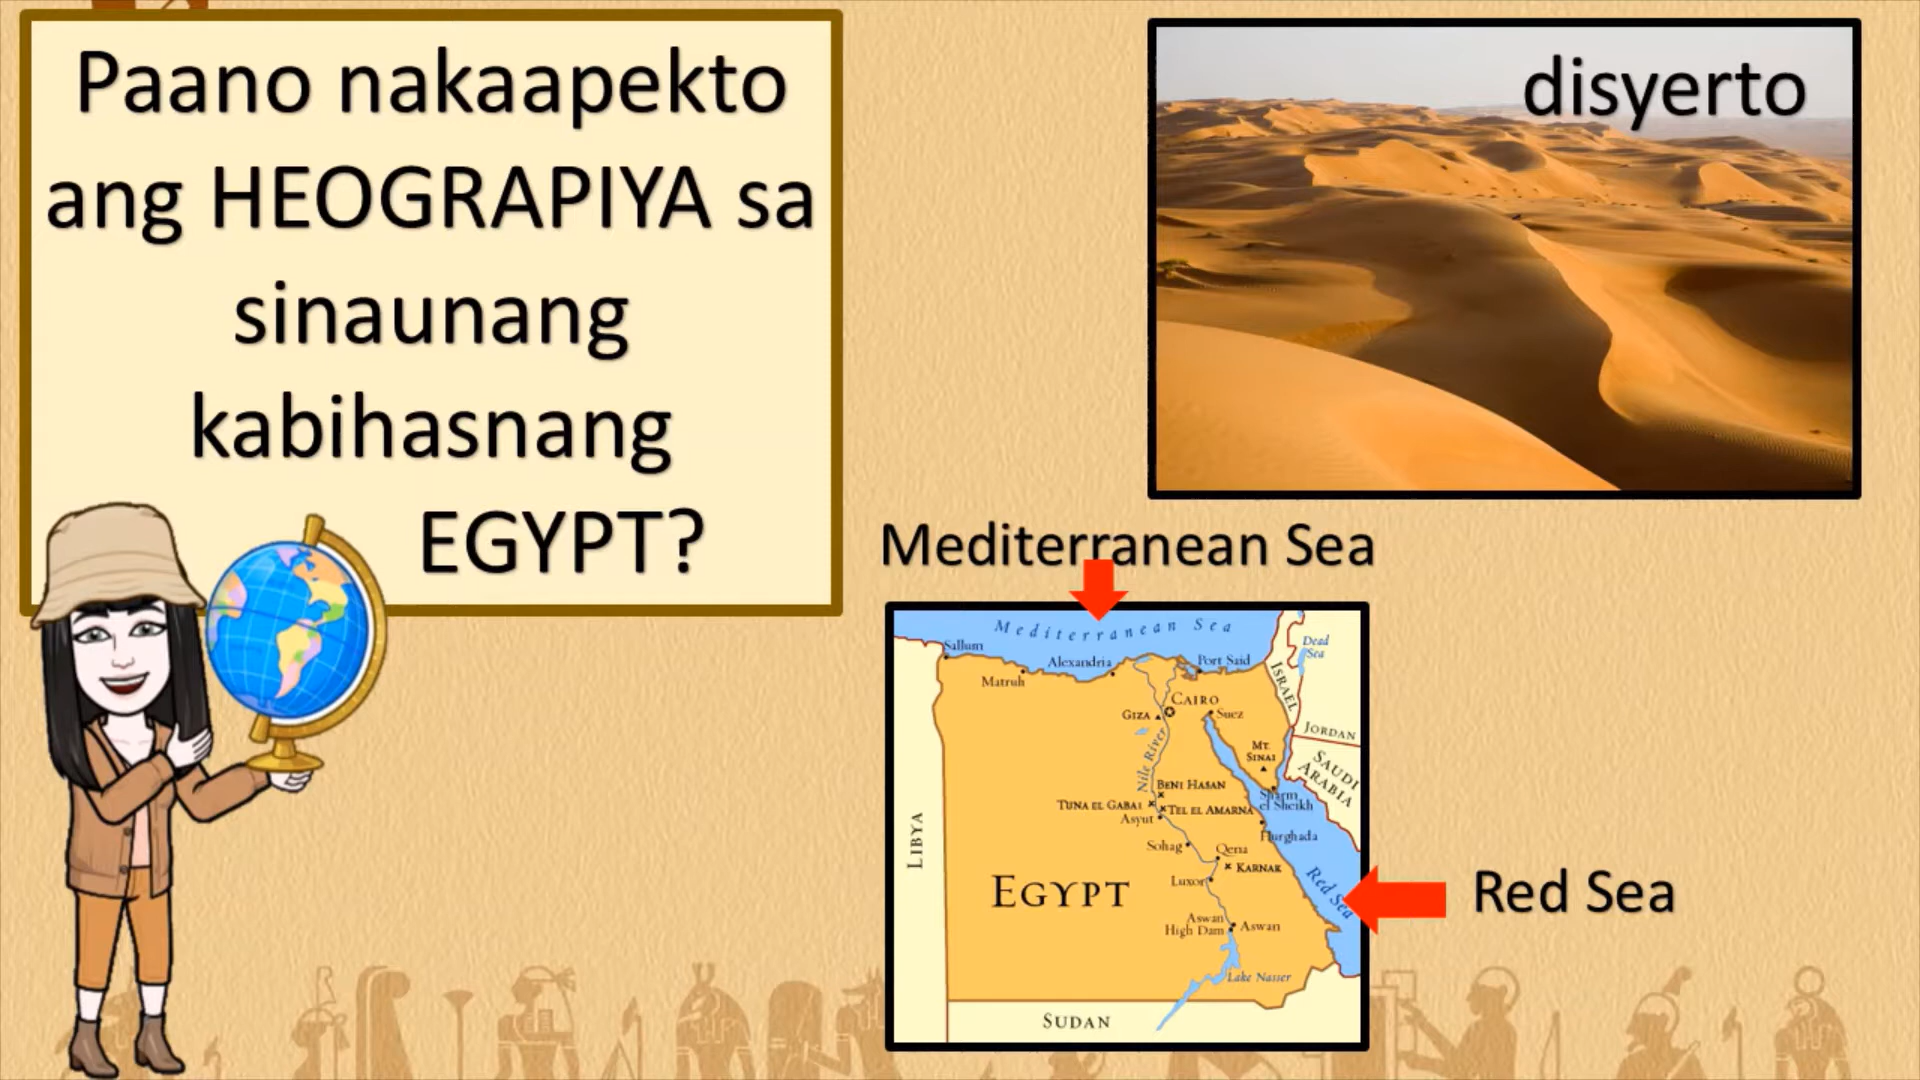 Paano nakaapekto
ang HEOGRAPIYA sa
sinaunang
kabihasnang
EGYPT?
disyerto
Mediterranean Sea
Mediterranean Sea
Sallum
Dead
Sea
Alexandria
Port Said
Matruh
ISRAEL
CAIRO
GIZA
Suez
JORDAN
Nile River
MT.
SINAI
SAUDI
ARABIA
BENI HASAN
Sharm
el Sheikh
TUNA EL GABAL
TEL EL AMARNA
Asyut
Hurghada
LIBYA
Sohag
Qena
KARNAK
Luxor
EGYPT
Red Sea
Red Sea
Aswan
High Dam
Aswan
Lake Nasser
SUDAN